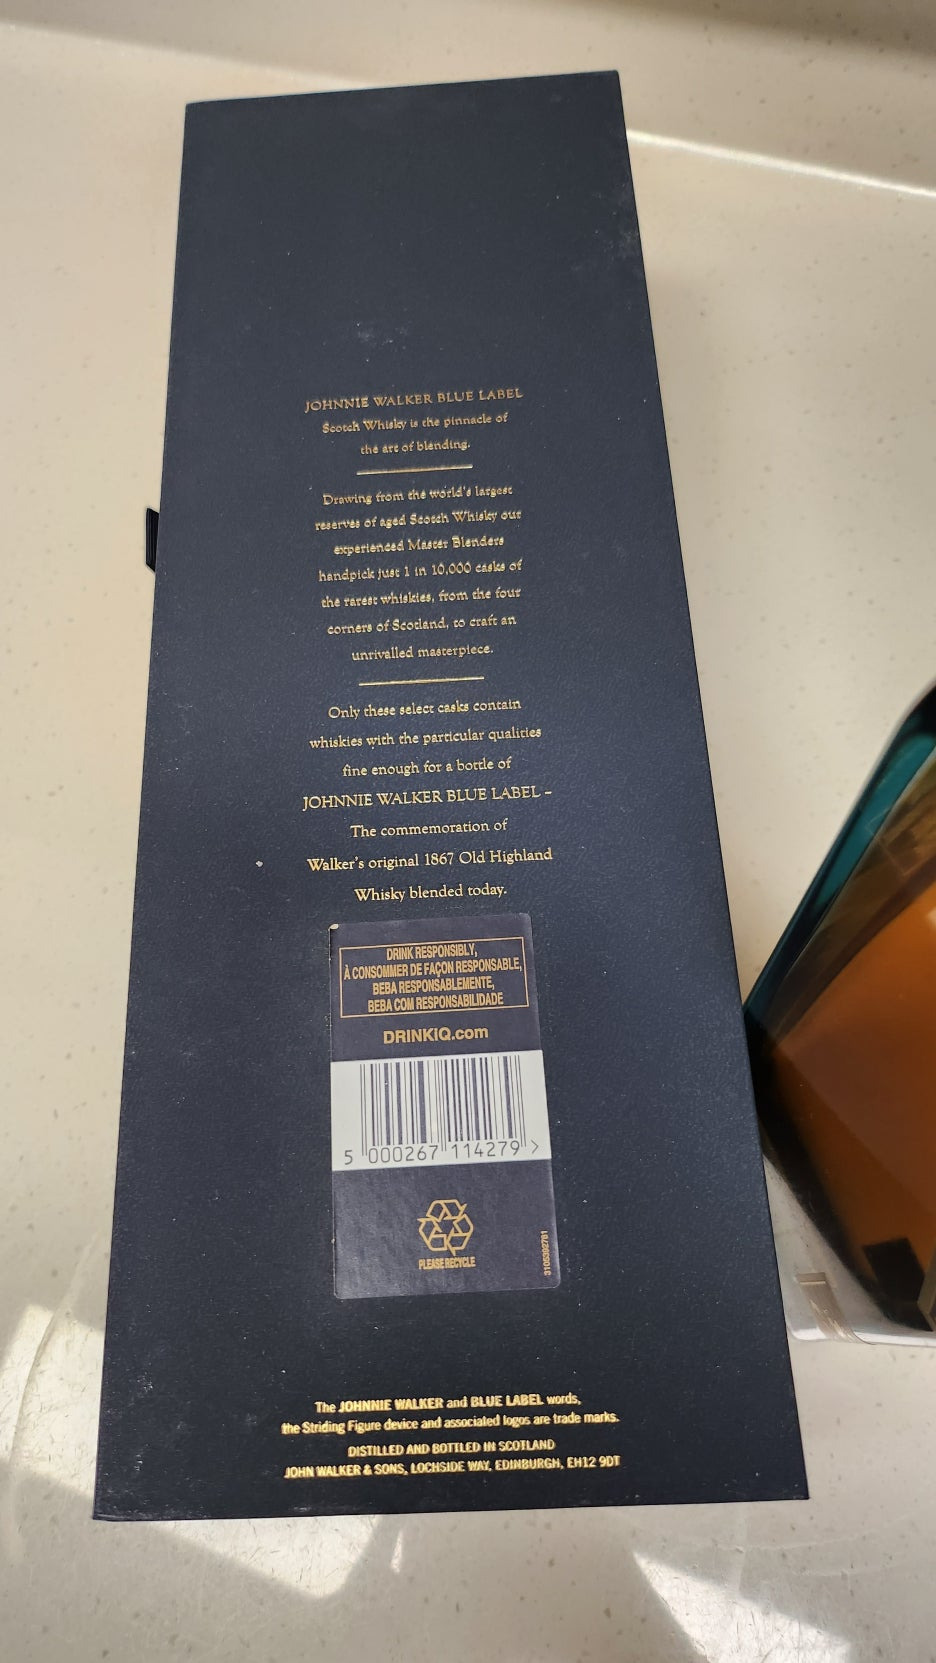 JOHNNIE WALKER BLUE LABEL
Scotch Whisky is the pinnacle of
the art of blending.
Drawing from the world's largest
reserves of aged Scotch Whisky our
experienced Master Blenders
handpick just 1 in 10,000 casks of
the rarest whiskies, from the four
corners of Scotland, to craft an
unrivalled masterpiece.
Only these select casks contain
whiskies with the particular qualities
fine enough for a bottle of
JOHNNIE WALKER BLUE LABEL –
The commemoration of
Walker's original 1867 Old Highland
Whisky blended today.
DRINK RESPONSIBLY,
À CONSOMMER DE FAÇON RESPONSABLE,
BEBA RESPONSABLEMENTE,
BEBA COM RESPONSABILIDADE
DRINKiQ.com
5 000267 114279 >
PLEASE RECYCLE
3105392781
The JOHNNIE WALKER and BLUE LABEL words,
the Striding Figure device and associated logos are trade marks.
DISTILLED AND BOTTLED IN SCOTLAND
JOHN WALKER & SONS, LOCHSIDE WAY, EDINBURGH, EH12 9DT